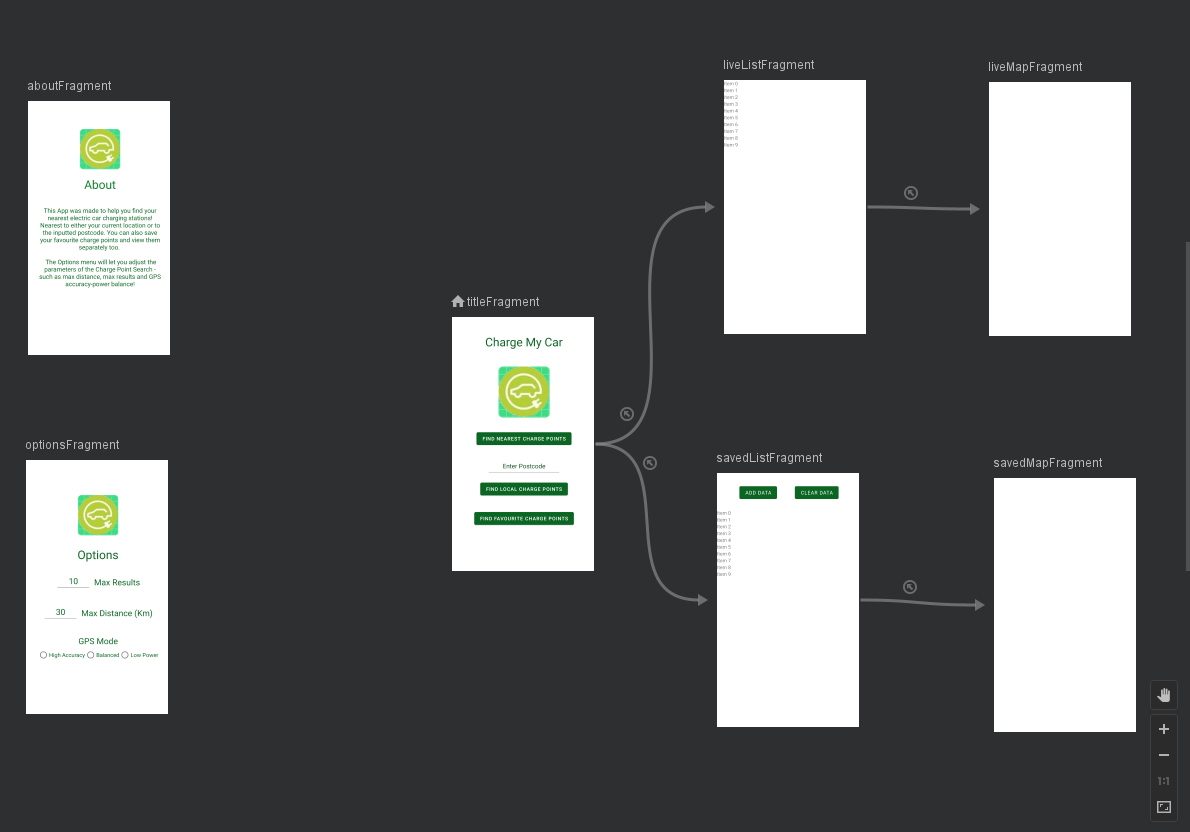 aboutFragment
About
This App was made to help you find your
nearest electric car charging stations!
Nearest to either your current location or to
the inputted postcode. You can also save
your favourite charge points and view them
separately too.
The Options menu will let you adjust the
parameters of the Charge Point Search -
such as max distance, max results and GPS
accuracy-power balance!
optionsFragment
Options
10 Max Results
30 Max Distance (Km)
GPS Mode
High Accuracy Balanced Low Power
titleFragment
Charge My Car
FIND NEAREST CHARGE POINTS
Enter Postcode
FIND LOCAL CHARGE POINTS
FIND FAVOURITE CHARGE POINTS
liveListFragment
Item 0
Item 1
Item 2
Item 3
Item 4
Item 5
Item 6
Item 7
Item 8
Item 9
liveMapFragment
savedListFragment
ADD DATA CLEAR DATA
Item 0
Item 1
Item 2
Item 3
Item 4
Item 5
Item 6
Item 7
Item 8
Item 9
savedMapFragment
1:1